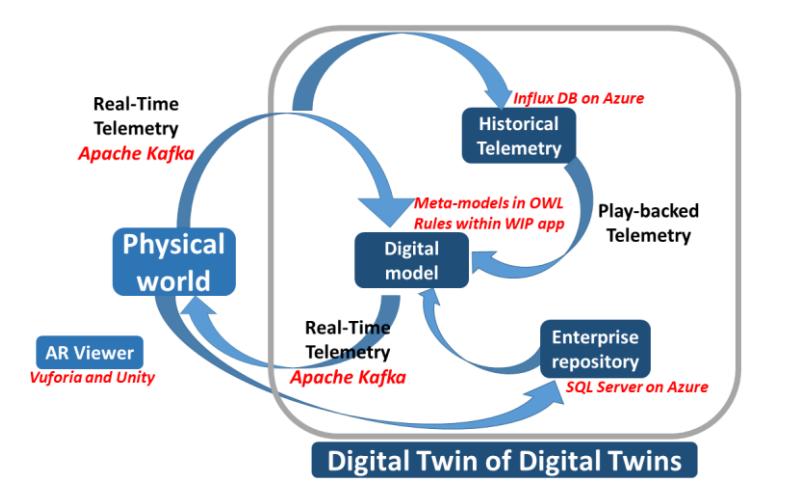 Real-Time
Telemetry
Apache Kafka
Influx DB on Azure
Historical
Telemetry
Meta-models in OWL
Rules within WIP app
Play-backed
Telemetry
Physical
world
Digital
model
Real-Time
Telemetry
Apache Kafka
AR Viewer
Vuforia and Unity
Enterprise
repository
SQL Server on Azure
Digital Twin of Digital Twins